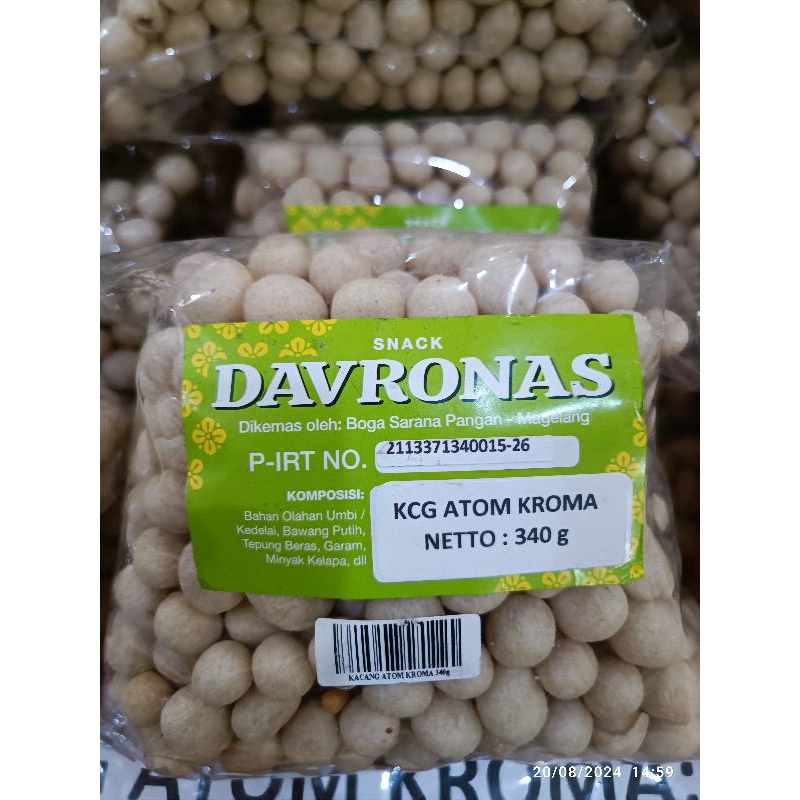 SNACK
DAVRONAS
Dikemas oleh: Boga Sarana Pangan - Magelang
P-IRT NO. 2113371340015-26
KOMPOSISI:
Bahan Olahan Umbi /
Kedelai, Bawang Putih,
Tepung Beras, Garam,
Minyak Kelapa, dll
KCG ATOM KROMA
NETTO : 340 g
KACANG ATOM KROMA 340g
ATOM KROMA
20/08/2024 14:59